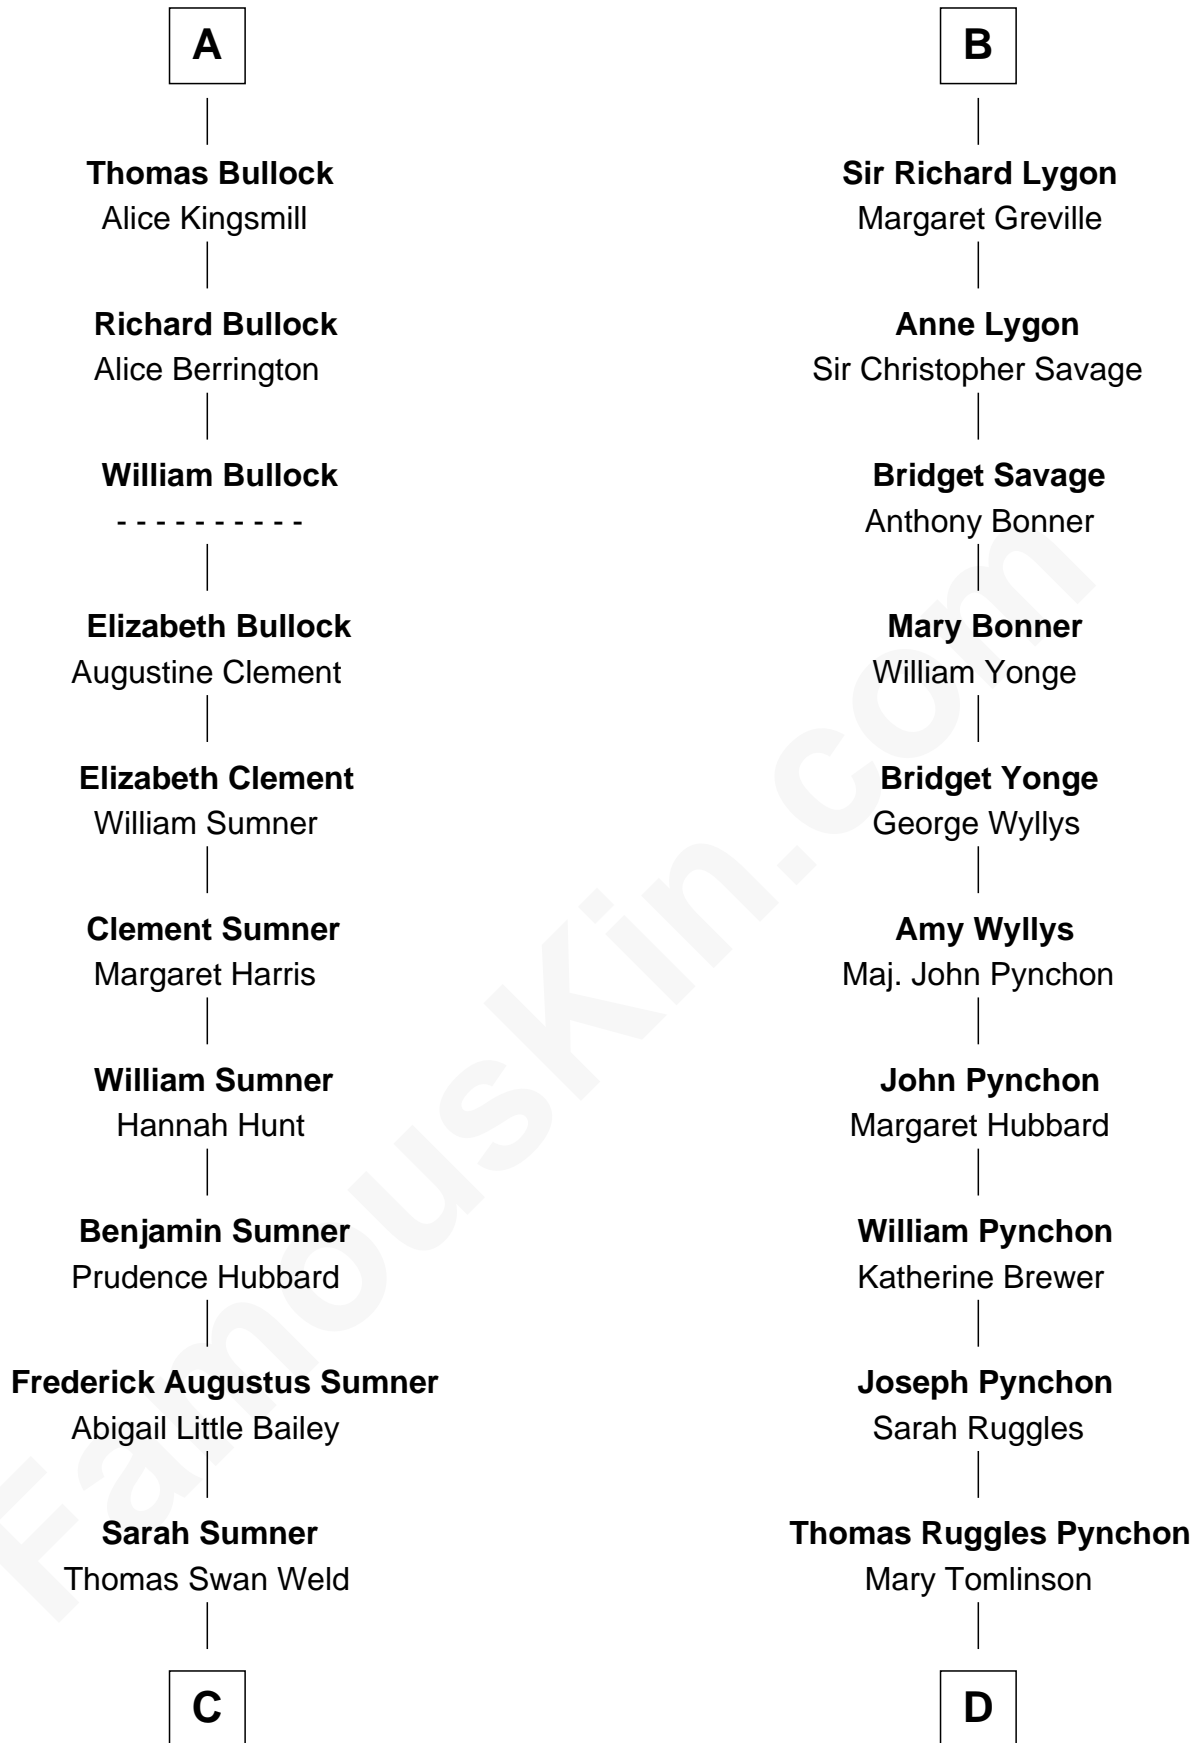 A
Thomas Bullock
Alice Kingsmill
Richard Bullock
Alice Berrington
William Bullock
- - - - - - - - - -
Elizabeth Bullock
Augustine Clement
Elizabeth Clement
William Sumner
Clement Sumner
Margaret Harris
William Sumner
Hannah Hunt
Benjamin Sumner
Prudence Hubbard
Frederick Augustus Sumner
Abigail Little Bailey
Sarah Sumner
Thomas Swan Weld
C
B
Sir Richard Lygon
Margaret Greville
Anne Lygon
Sir Christopher Savage
Bridget Savage
Anthony Bonner
Mary Bonner
William Yonge
Bridget Yonge
George Wyllys
Amy Wyllys
Maj. John Pynchon
John Pynchon
Margaret Hubbard
William Pynchon
Katherine Brewer
Joseph Pynchon
Sarah Ruggles
Thomas Ruggles Pynchon
Mary Tomlinson
D
FamousKin.com